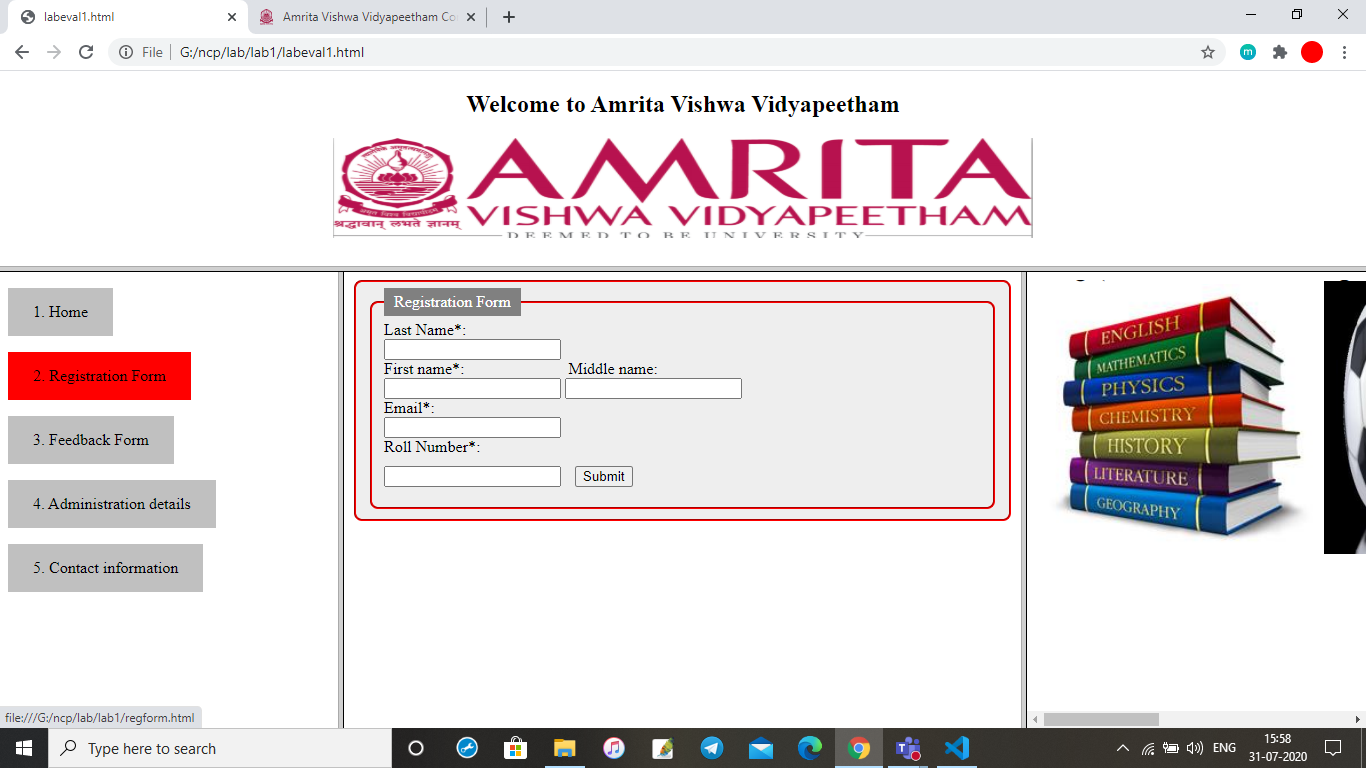 labeval1.html
Amrita Vishwa Vidyapeetham Co
File
G:/ncp/lab/lab1/labeval1.html
m
Welcome to Amrita Vishwa Vidyapeetham
AMRITA
VISHWA VIDYAPEETHAM
श्रद्धावान् लभते ज्ञानम्
DEEMED TO BE UNIVERSITY
1. Home
2. Registration Form
3. Feedback Form
4. Administration details
5. Contact information
Registration Form
Last Name*:
First name*: Middle name:
Email*:
Roll Number*:
Submit
ENGLISH
MATHEMATICS
PHYSICS
CHEMISTRY
HISTORY
LITERATURE
GEOGRAPHY
file:///G:/ncp/lab/lab1/regform.html
Type here to search
ENG
15:58
31-07-2020